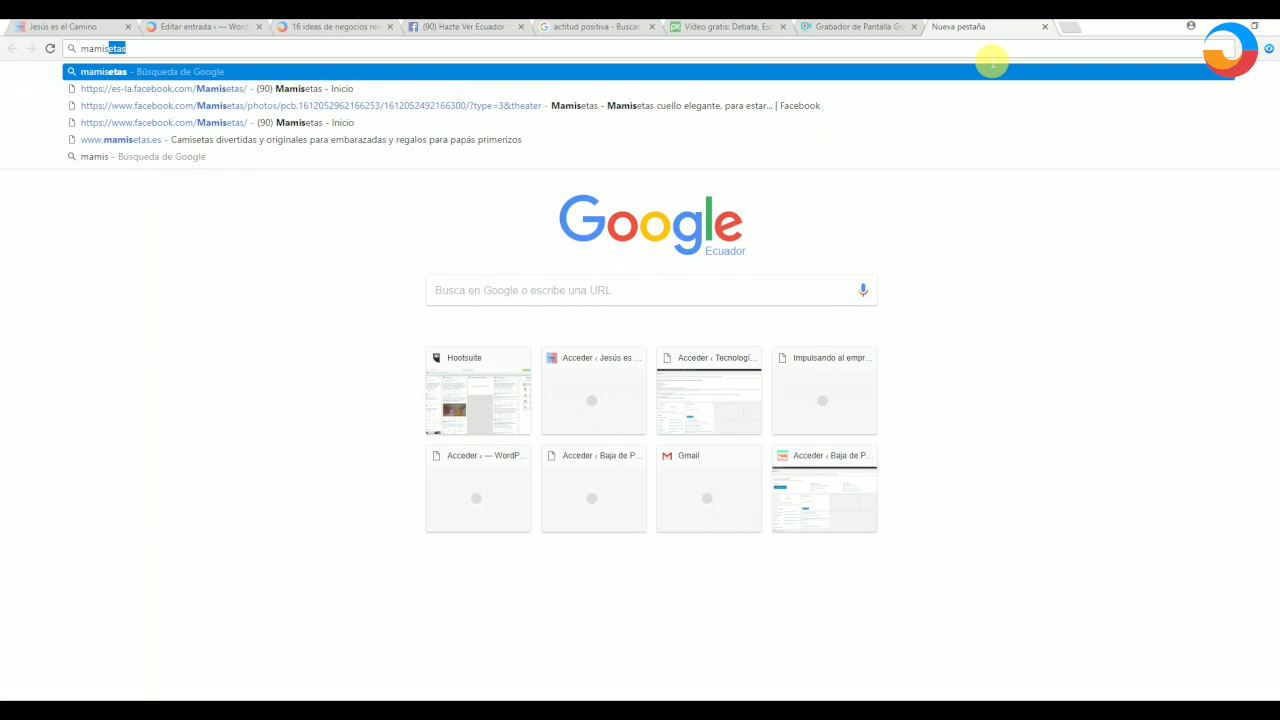 Jesús es el Camino
Editar entrada ‹ — Word
16 ideas de negocios re
(90) Hazte Ver Ecuador -
actitud positiva - Buscar
Vídeo gratis: Debate, Esc
Grabador de Pantalla Gr
Nueva pestaña
mamisetas
mamisetas - Búsqueda de Google
https://es-la.facebook.com/Mamisetas/ - (90) Mamisetas - Inicio
https://www.facebook.com/Mamisetas/photos/pcb.1612052962166253/1612052492166300/?type=3&theater - Mamisetas - Mamisetas cuello elegante, para estar... | Facebook
https://www.facebook.com/Mamisetas/ - (90) Mamisetas - Inicio
www.mamisetas.es - Camisetas divertidas y originales para embarazadas y regalos para papás primerizos
mamis - Búsqueda de Google
Google
Ecuador
Busca en Google o escribe una URL
Hootsuite
Acceder ‹ Jesús es ...
Acceder ‹ Tecnologí...
Impulsando al empr...
Acceder ‹ — WordP...
Acceder ‹ Baja de P...
Gmail
Acceder ‹ Baja de P...